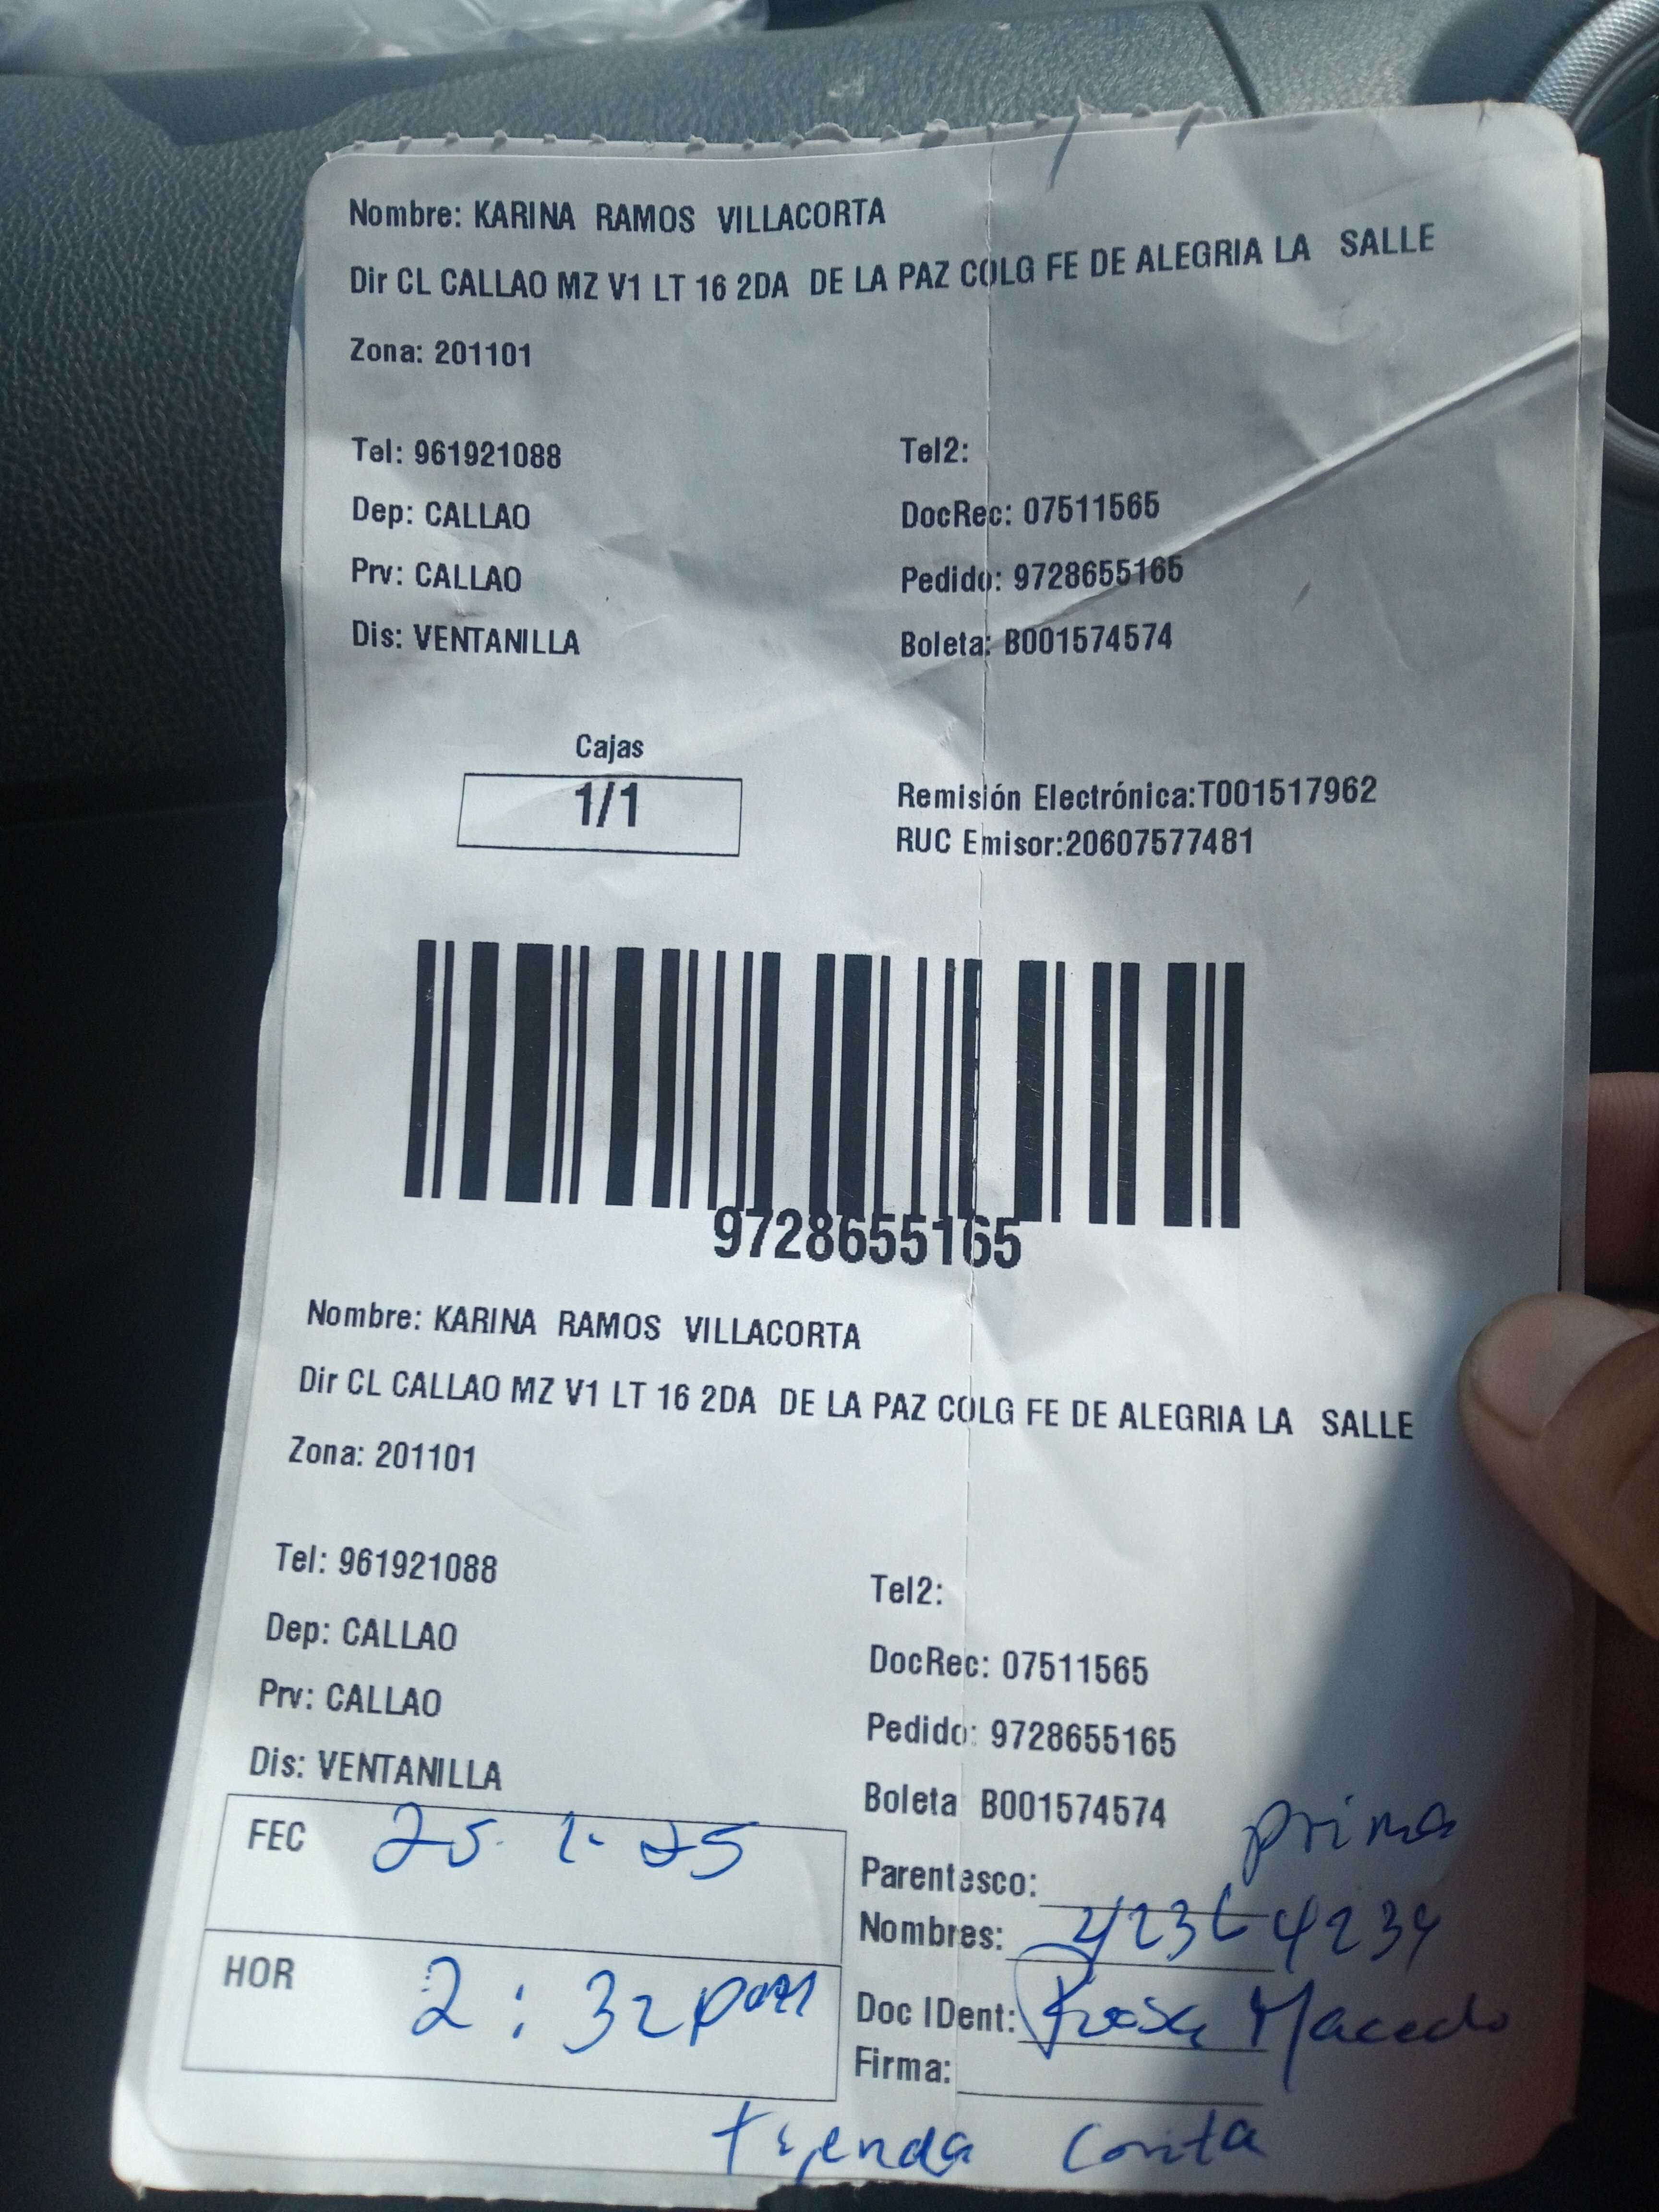 Nombre: KARINA RAMOS VILLACORTA
Dir CL CALLAO MZ V1 LT 16 2DA DE LA PAZ COLG FE DE ALEGRIA LA SALLE
Zona: 201101
Tel: 961921088 Tel2:
Dep: CALLAO DocRec: 07511565
Prv: CALLAO Pedido: 9728655165
Dis: VENTANILLA Boleta: B001574574
Cajas
1/1
Remisión Electrónica:T001517962
RUC Emisor:20607577481
9728655165
Nombre: KARINA RAMOS VILLACORTA
Dir CL CALLAO MZ V1 LT 16 2DA DE LA PAZ COLG FE DE ALEGRIA LA SALLE
Zona: 201101
Tel: 961921088 Tel2:
Dep: CALLAO DocRec: 07511565
Prv: CALLAO Pedido: 9728655165
Dis: VENTANILLA Boleta B001574574
FEC 25. 1. 25
Parentesco: prima
Nombres:
HOR 2:32 pm
Doc IDent: Rosa Macedo
Firma:
tienda Corita